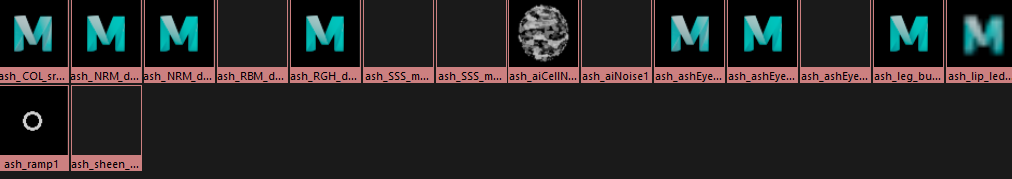 ash_COL_sr...
ash_NRM_d...
ash_NRM_d...
ash_RBM_d...
ash_RGH_d...
ash_SSS_m...
ash_SSS_m...
ash_aiCellN...
ash_aiNoise1
ash_ashEye...
ash_ashEye...
ash_ashEye...
ash_leg_bu...
ash_lip_led...
ash_ramp1
ash_sheen_...